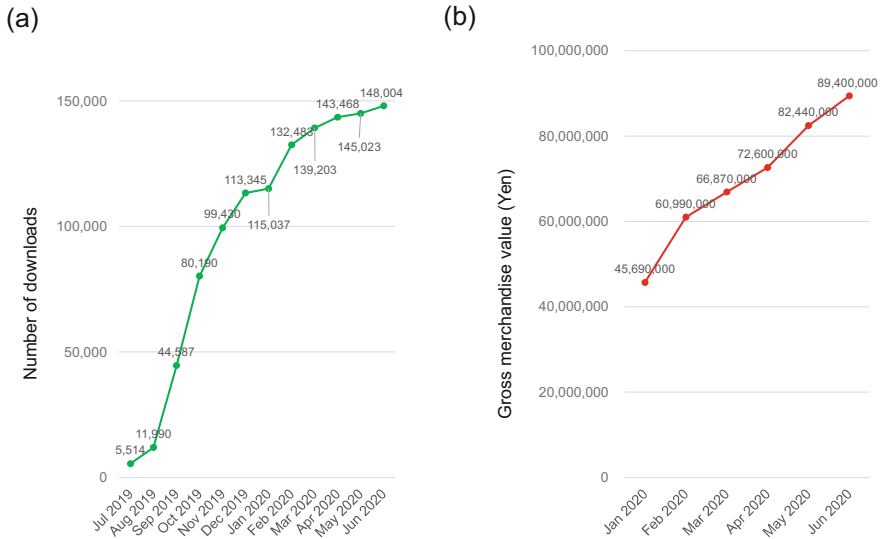 (a)
Number of downloads
150,000
100,000
50,000
0
5,514
11,990
44,587
80,190
99,430
113,345
115,037
132,483
139,203
143,468
145,023
148,004
Jul 2019
Aug 2019
Sep 2019
Oct 2019
Nov 2019
Dec 2019
Jan 2020
Feb 2020
Mar 2020
Apr 2020
May 2020
Jun 2020
(b)
Gross merchandise value (Yen)
100,000,000
80,000,000
60,000,000
40,000,000
20,000,000
0
45,690,000
60,990,000
66,870,000
72,600,000
82,440,000
89,400,000
Jan 2020
Feb 2020
Mar 2020
Apr 2020
May 2020
Jun 2020